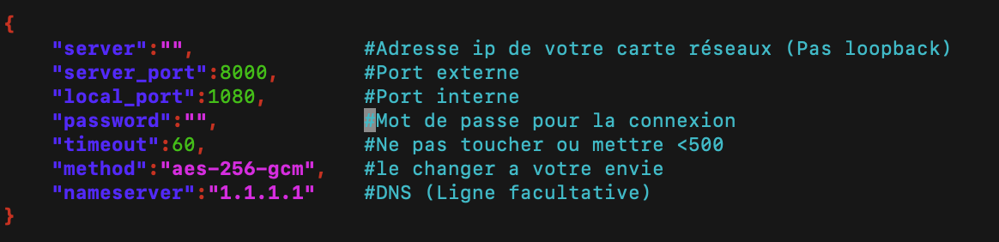 {
    "server":"",               #Adresse ip de votre carte réseaux (Pas loopback)
    "server_port":8000,        #Port externe
    "local_port":1080,         #Port interne
    "password":"",             #Mot de passe pour la connexion
    "timeout":60,              #Ne pas toucher ou mettre <500
    "method":"aes-256-gcm",    #le changer a votre envie
    "nameserver":"1.1.1.1"     #DNS (Ligne facultative)
}